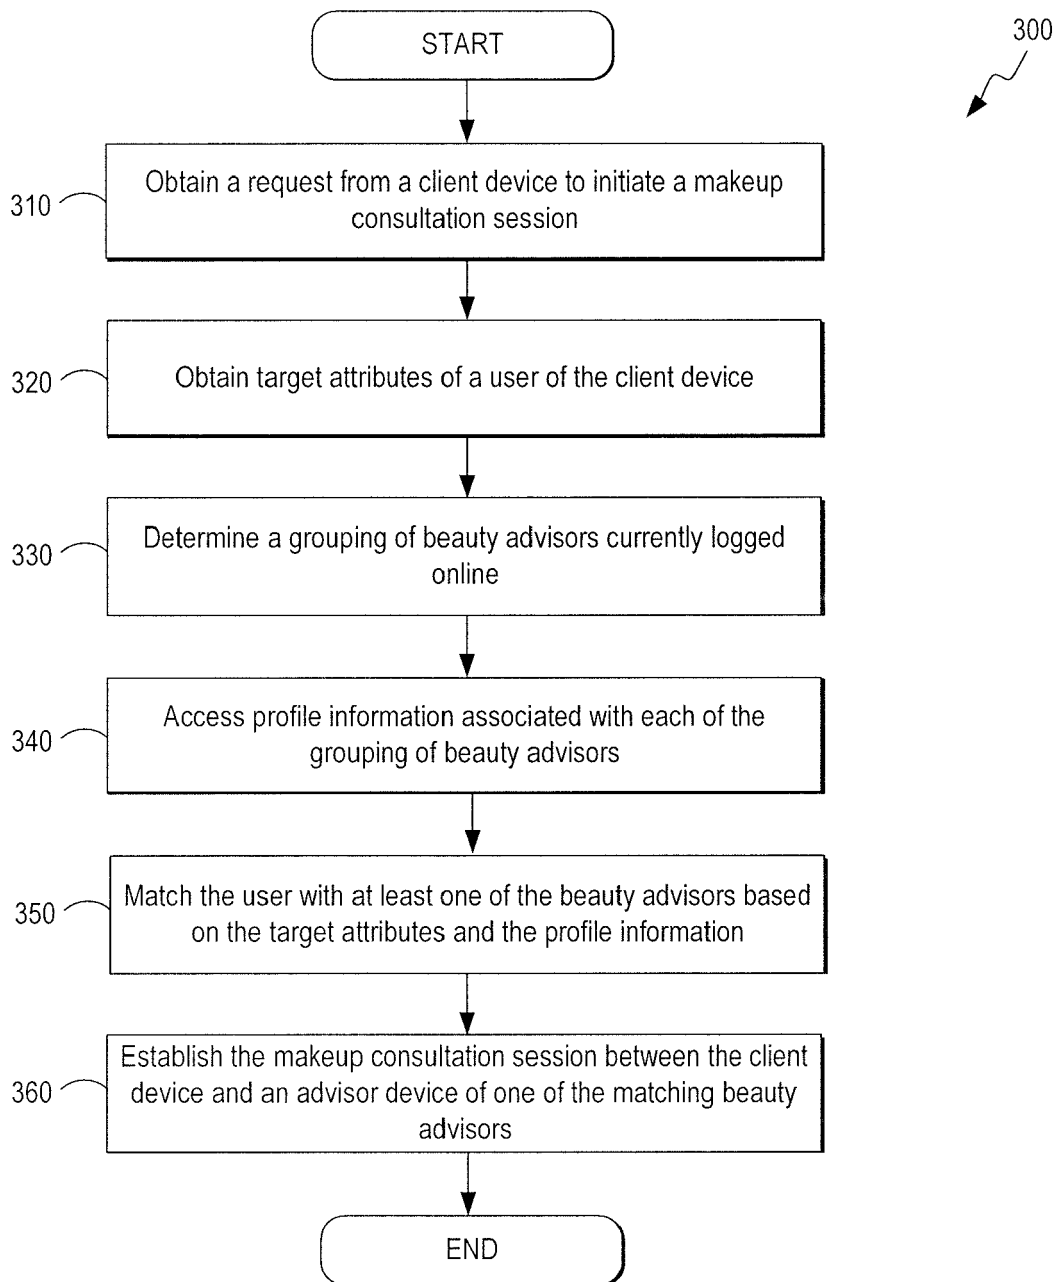 START
300
310
Obtain a request from a client device to initiate a makeup
consultation session
320
Obtain target attributes of a user of the client device
330
Determine a grouping of beauty advisors currently logged
online
340
Access profile information associated with each of the
grouping of beauty advisors
350
Match the user with at least one of the beauty advisors based
on the target attributes and the profile information
360
Establish the makeup consultation session between the client
device and an advisor device of one of the matching beauty
advisors
END